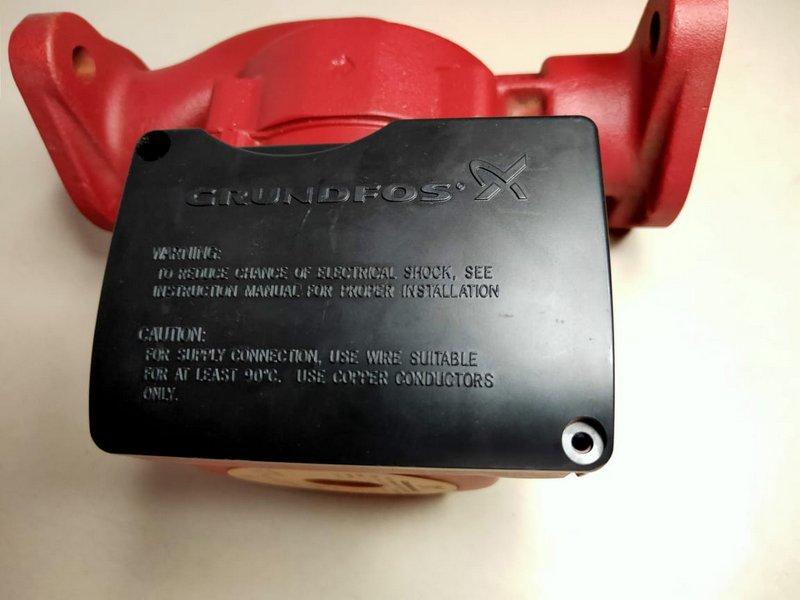 GRUNDFOS®
WARNING:
TO REDUCE CHANCE OF ELECTRICAL SHOCK, SEE
INSTRUCTION MANUAL FOR PROPER INSTALLATION
CAUTION:
FOR SUPPLY CONNECTION, USE WIRE SUITABLE
FOR AT LEAST 90°C. USE COPPER CONDUCTORS
ONLY.